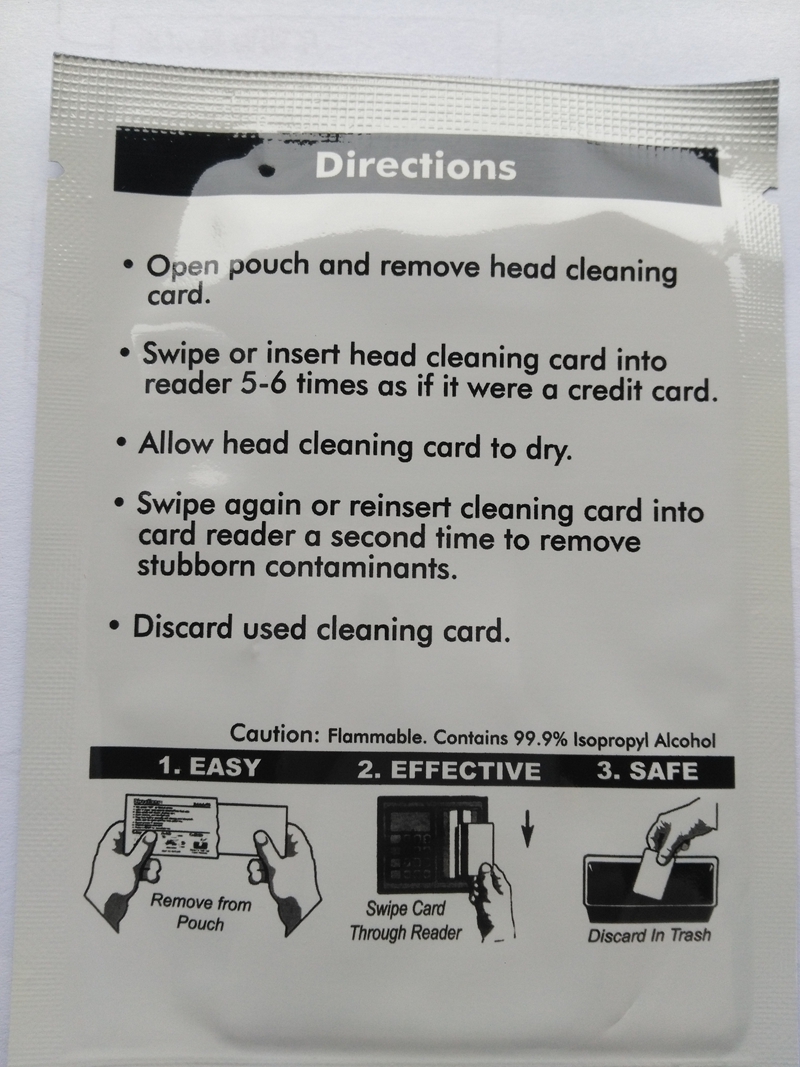 Directions
• Open pouch and remove head cleaning
card.
• Swipe or insert head cleaning card into
reader 5-6 times as if it were a credit card.
• Allow head cleaning card to dry.
• Swipe again or reinsert cleaning card into
card reader a second time to remove
stubborn contaminants.
• Discard used cleaning card.
Caution: Flammable. Contains 99.9% Isopropyl Alcohol
1. EASY 2. EFFECTIVE 3. SAFE
Remove from
Pouch
Swipe Card
Through Reader
Discard In Trash